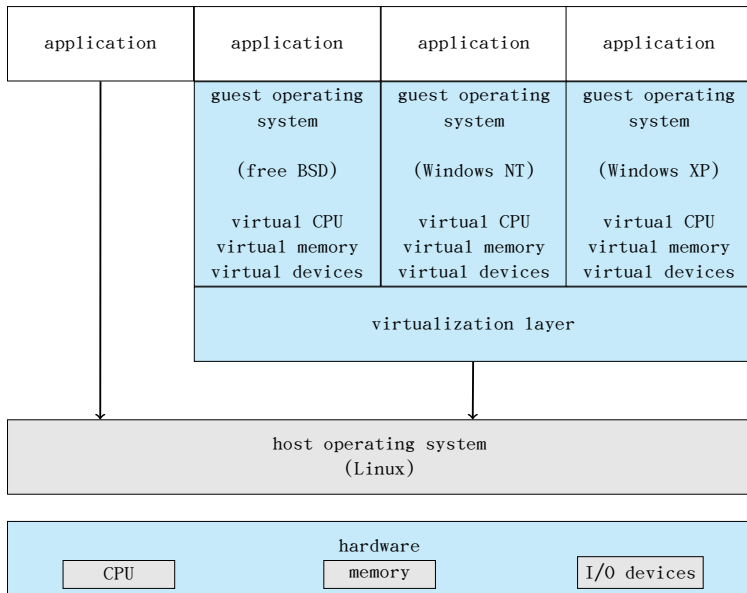 application
application
application
application
guest operating
system
(free BSD)
virtual CPU
virtual memory
virtual devices
guest operating
system
(Windows NT)
virtual CPU
virtual memory
virtual devices
guest operating
system
(Windows XP)
virtual CPU
virtual memory
virtual devices
virtualization layer
host operating system
(Linux)
hardware
CPU
memory
I/O devices